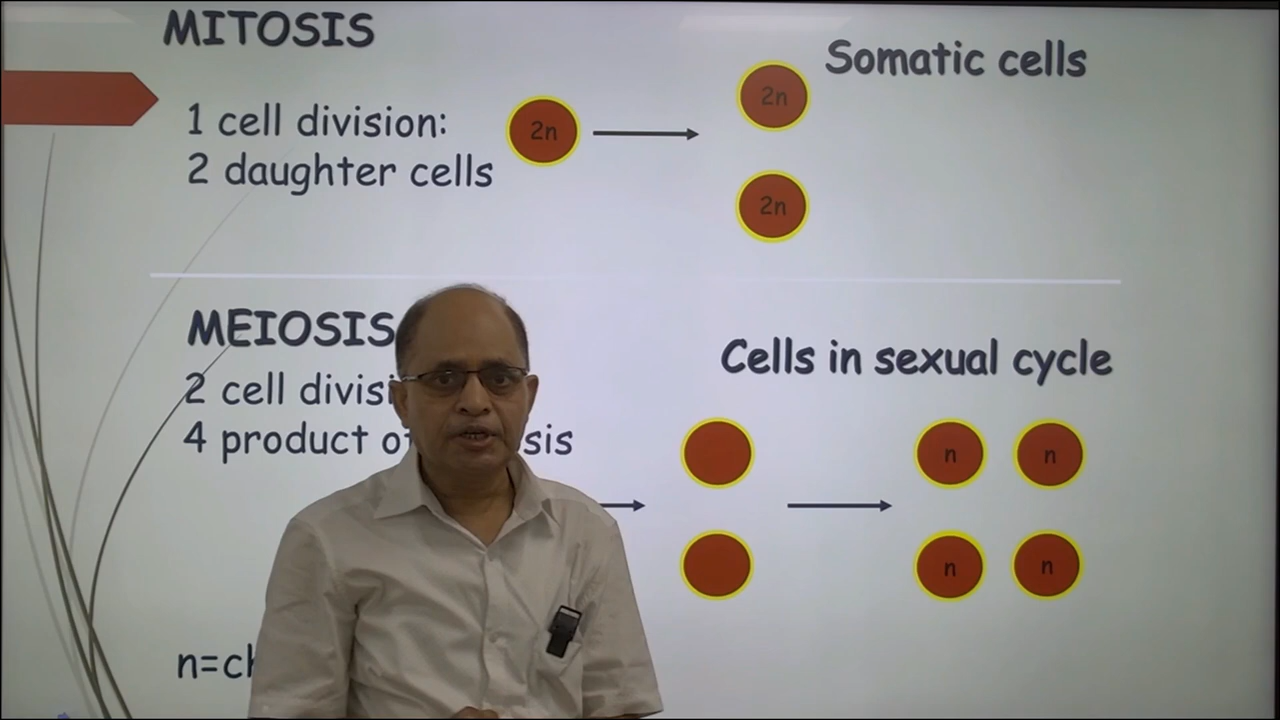 MITOSIS
Somatic cells
1 cell division:
2 daughter cells
2n
2n
2n
MEIOSIS
2 cell divisi
4 product of sis
Cells in sexual cycle
n n
n n
n=ch